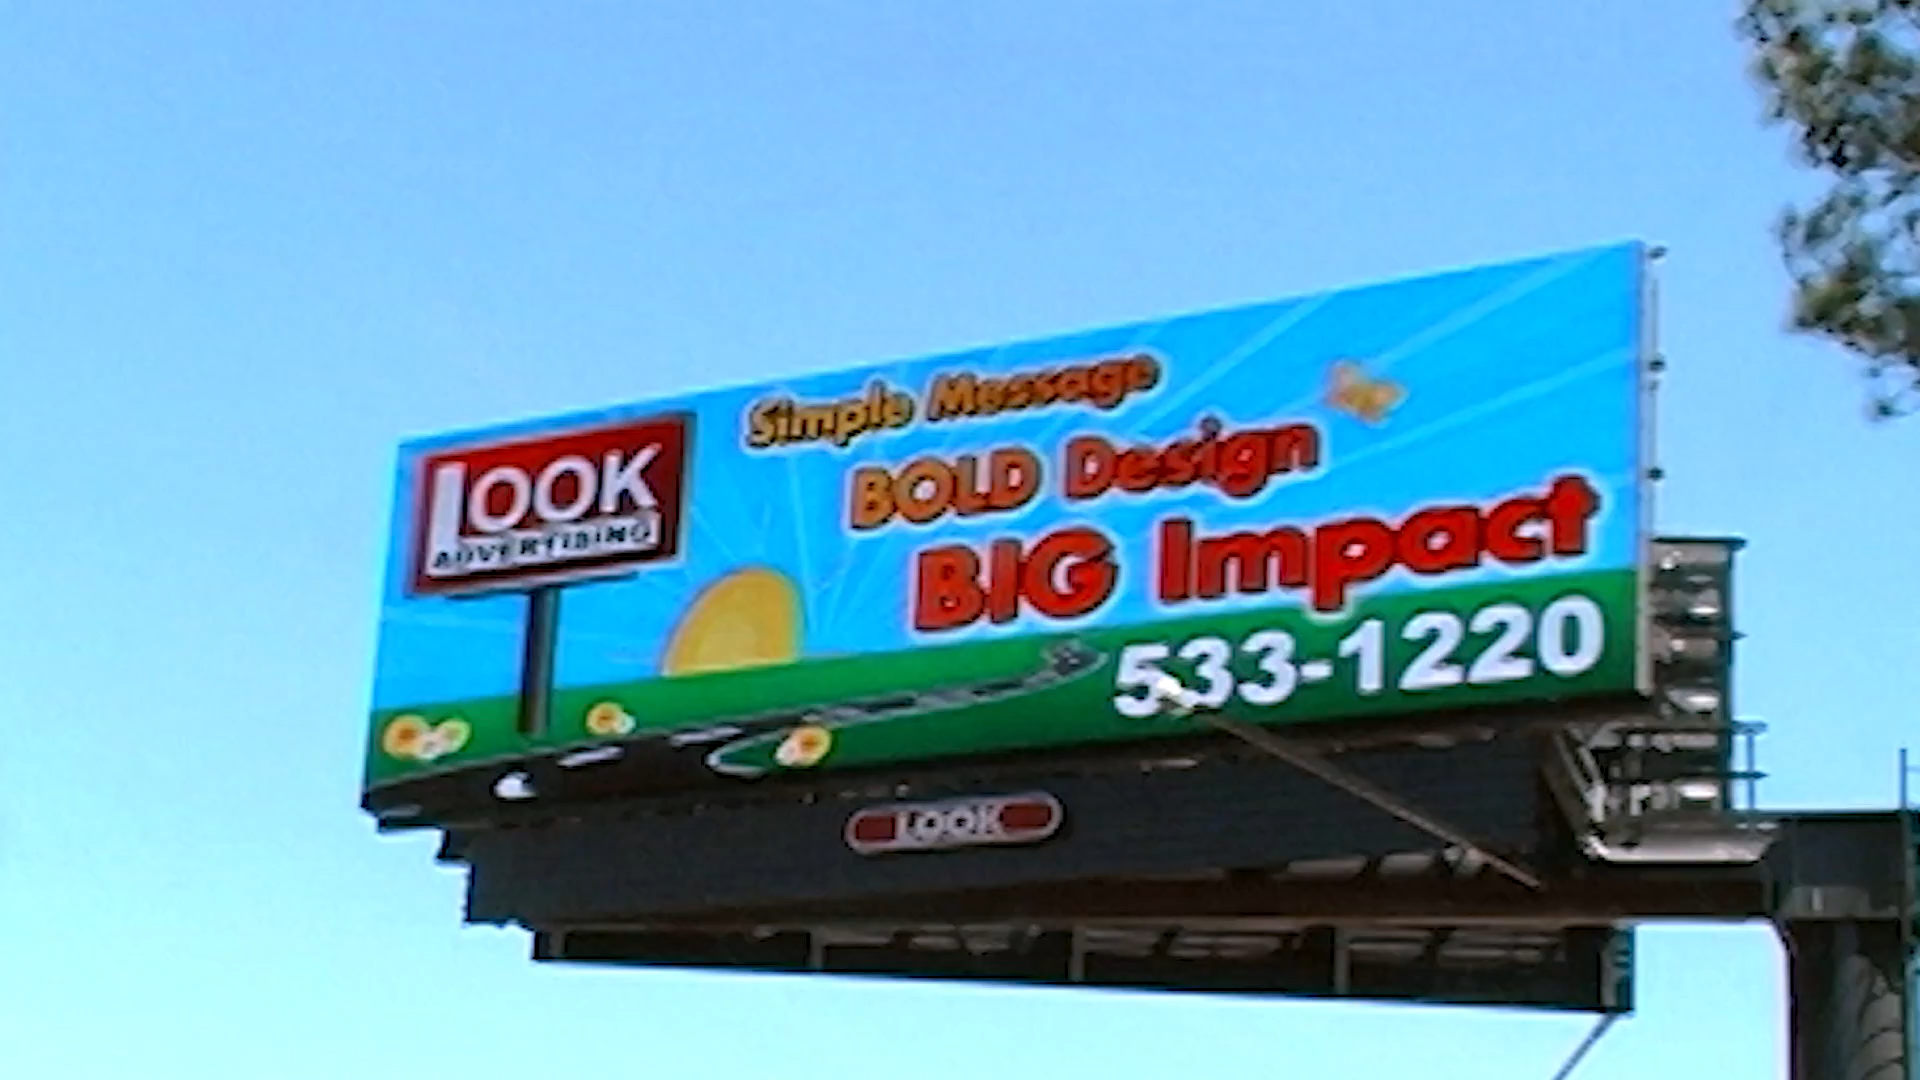 LOOK
ADVERTISING
Simple Message
BOLD Design
BIG Impact
533-1220
LOOK